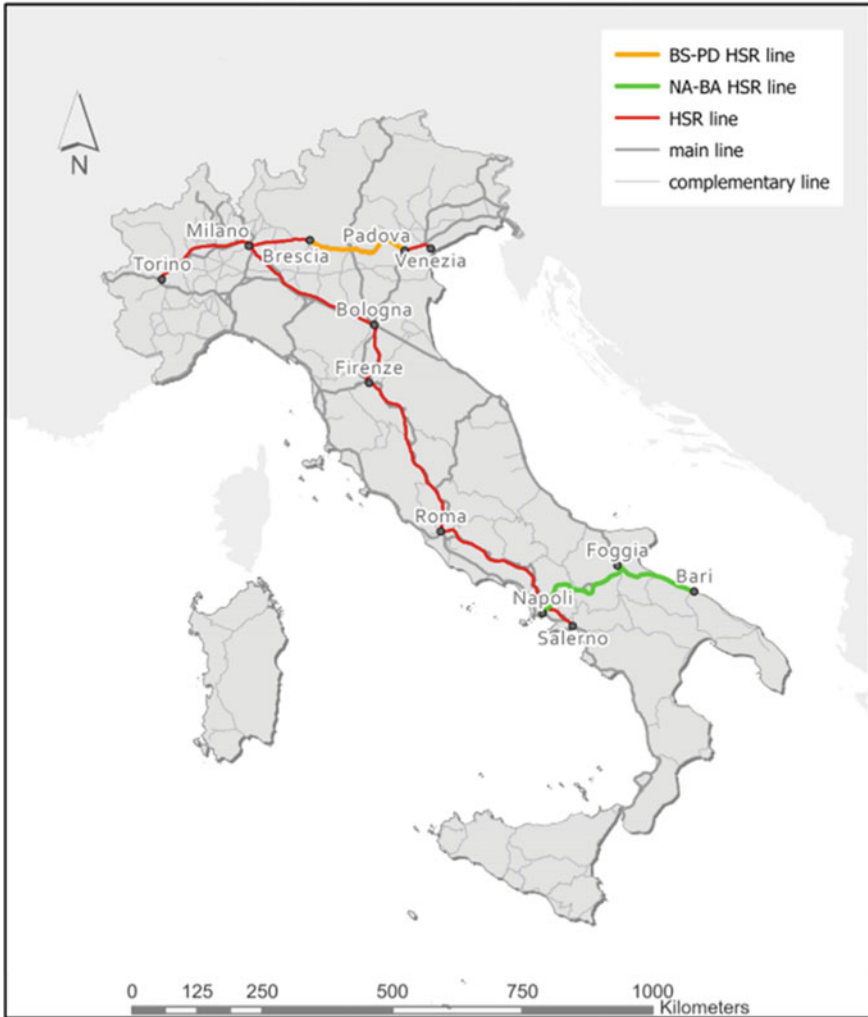 BS-PD HSR line
NA-BA HSR line
HSR line
main line
complementary line
N
Milano
Padova
Brescia
Venezia
Torino
Bologna
Firenze
Roma
Foggia
Bari
Napoli
Salerno
0 125 250 500 750 1000
Kilometers